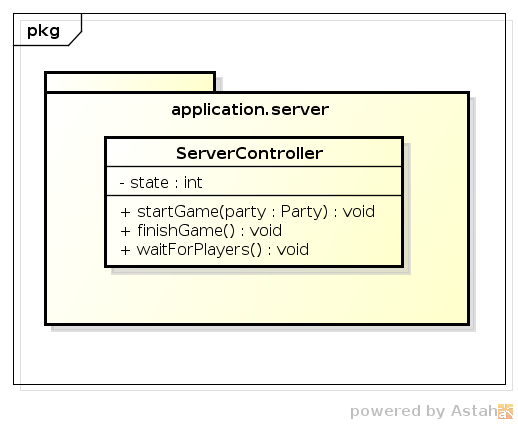 pkg
application.server
ServerController
- state : int
+ startGame(party : Party) : void
+ finishGame() : void
+ waitForPlayers() : void
powered by Astah